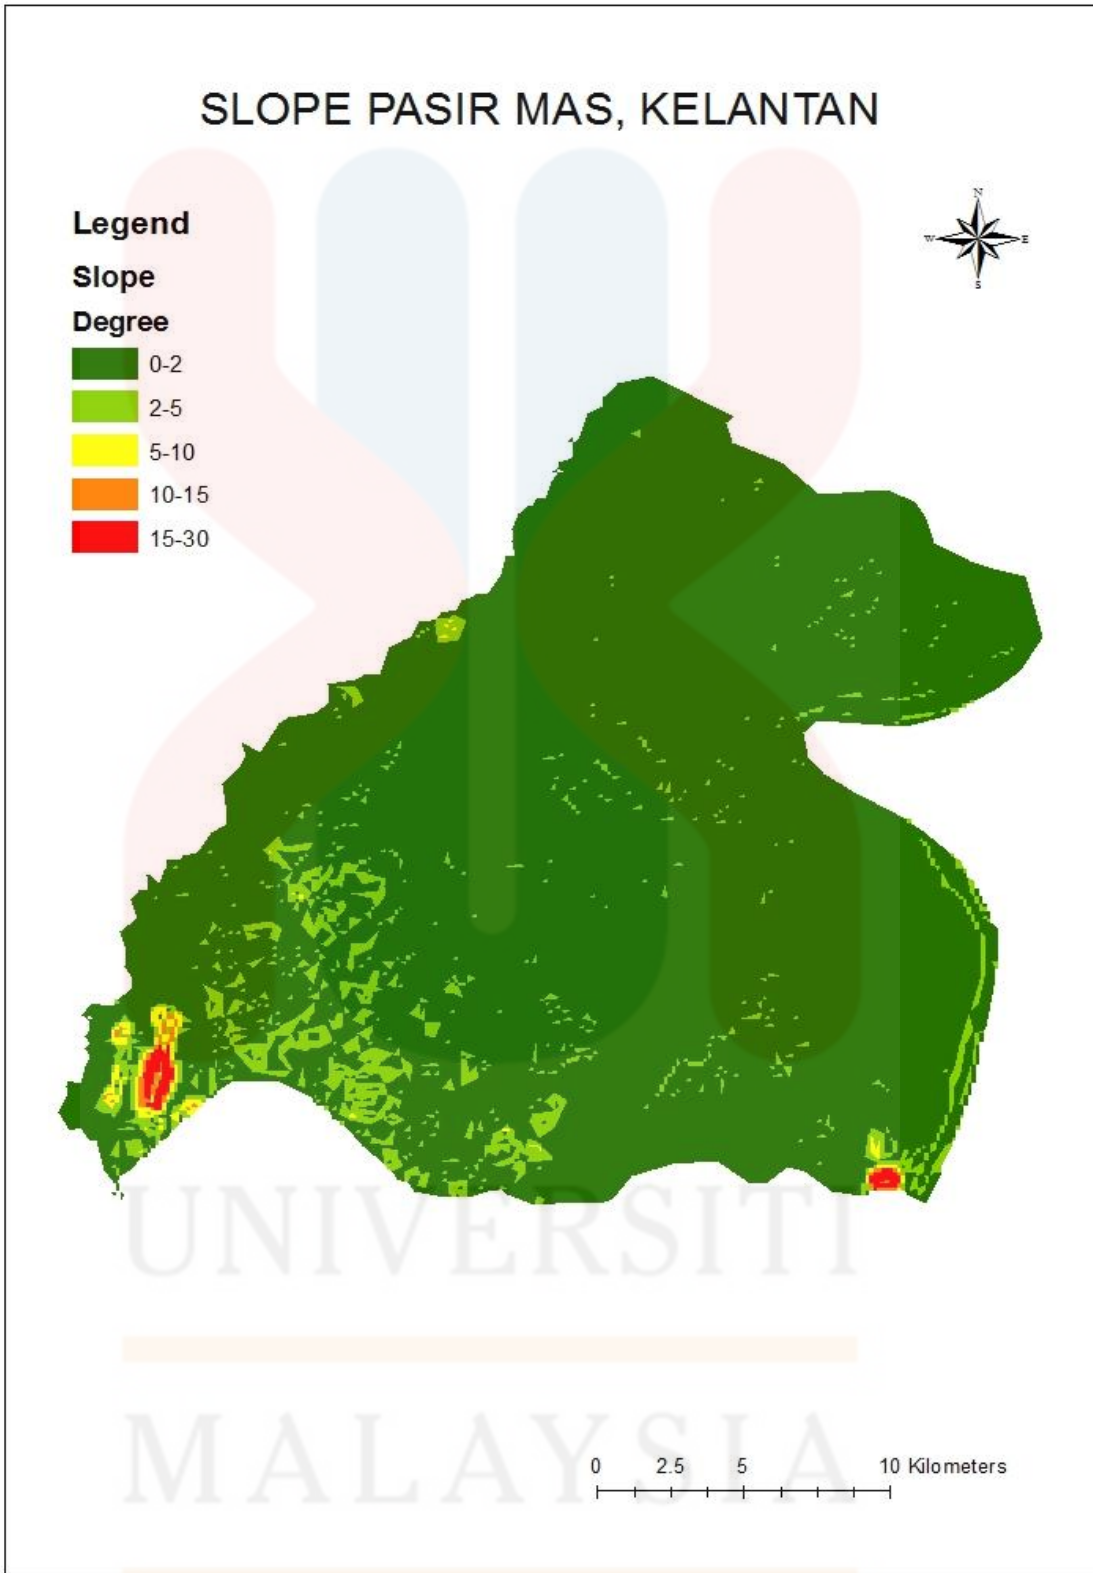 SLOPE PASIR MAS, KELANTAN
N
W E
S
Legend
Slope
Degree
0-2
2-5
5-10
10-15
15-30
UNIVERSITI
MALAYSIA
0 2.5 5 10 Kilometers